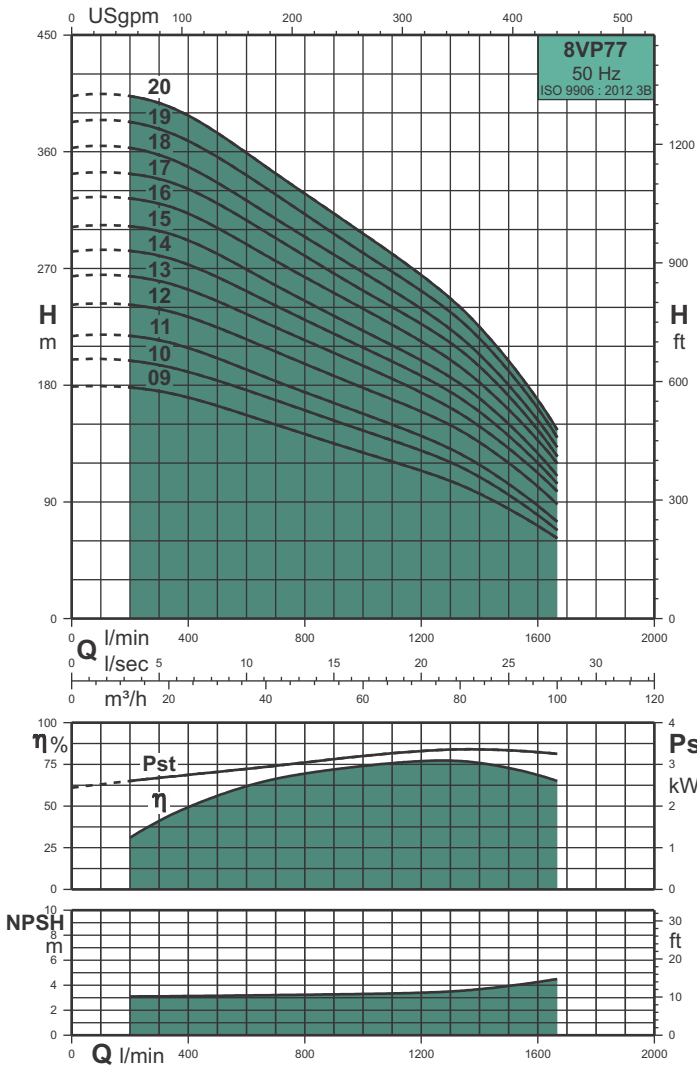 USgpm
0 100 200 300 400 500
8VP77
50 Hz
ISO 9906 : 2012 3B
450
360
270
180
90
0
H
m
20
19
18
17
16
15
14
13
12
11
10
09
1200
900
600
300
0
H
ft
0 400 800 1200 1600 2000
Q l/min
l/sec
0 5 10 15 20 25 30
m³/h
0 20 40 60 80 100 120
η%
100
75
50
25
0
Pst
η
4
3
2
1
0
Ps
kW
NPSH
m
10
8
6
4
2
0
30
20
10
0
ft
0 400 800 1200 1600 2000
Q l/min